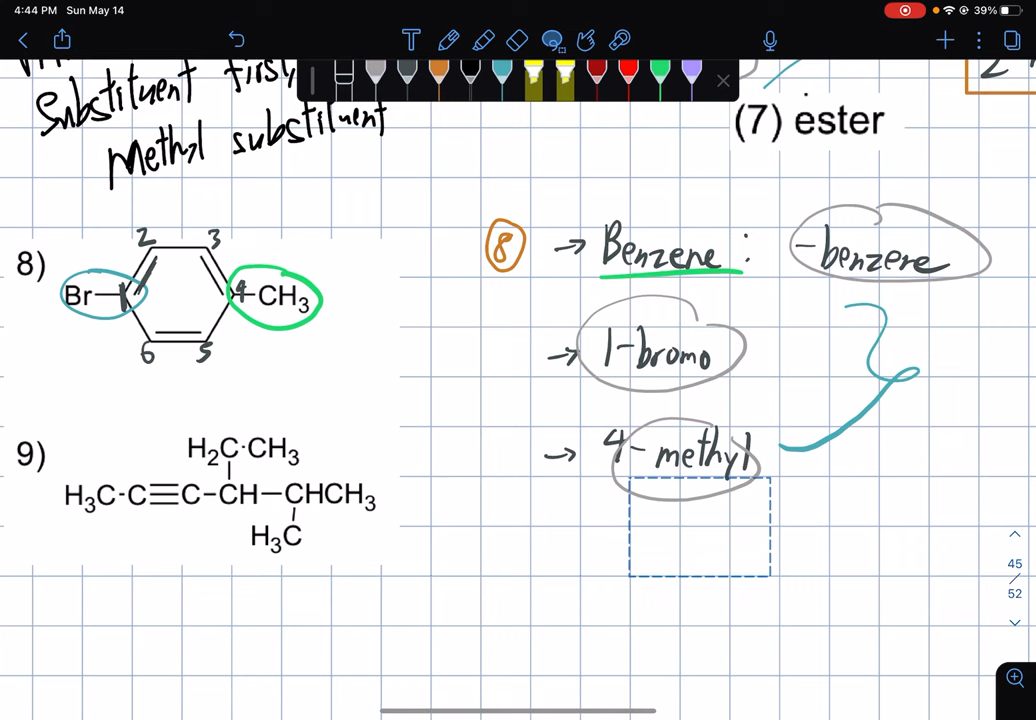 4:44 PM Sun May 14
39%
Substituent first,
Methyl substituent
(7) ester
8)
Br
1
2
3
4
5
6
CH3
8 → Benzene : -benzene
→ 1-bromo
→ 4-methyl
9)
H2C·CH3
H3C·C≡C−CH−CHCH3
H3C
45
/
52